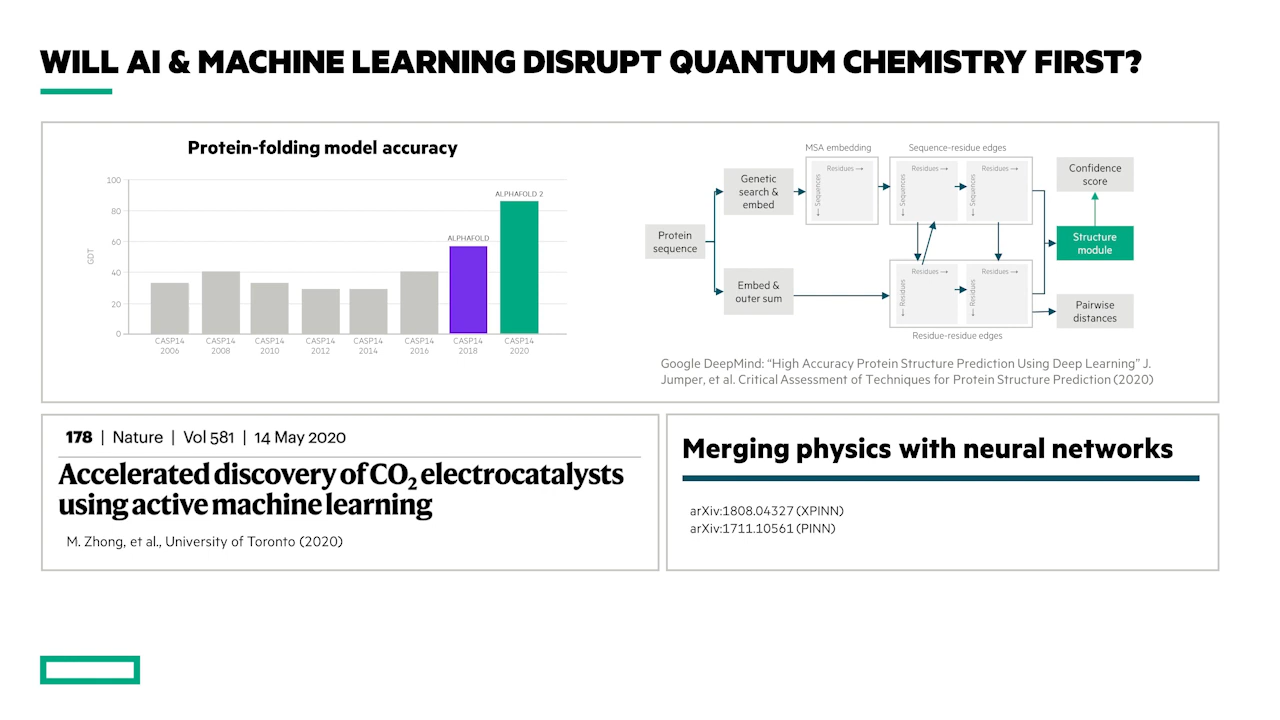 WILL AI & MACHINE LEARNING DISRUPT QUANTUM CHEMISTRY FIRST?
Protein-folding model accuracy
GDT
100
80
60
40
20
0
ALPHAFOLD
ALPHAFOLD 2
CASP14
2006
CASP14
2008
CASP14
2010
CASP14
2012
CASP14
2014
CASP14
2016
CASP14
2018
CASP14
2020
Protein
sequence
Genetic
search &
embed
Embed &
outer sum
MSA embedding
Residues →
← Sequences
Sequence-residue edges
Residues →
← Sequences
Residues →
← Sequences
Residues →
← Residues
Residues →
← Residues
Residue-residue edges
Confidence
score
Structure
module
Pairwise
distances
Google DeepMind: “High Accuracy Protein Structure Prediction Using Deep Learning” J.
Jumper, et al. Critical Assessment of Techniques for Protein Structure Prediction (2020)
178 | Nature | Vol 581 | 14 May 2020
Accelerated discovery of CO₂ electrocatalysts
using active machine learning
M. Zhong, et al., University of Toronto (2020)
Merging physics with neural networks
arXiv:1808.04327 (XPINN)
arXiv:1711.10561 (PINN)